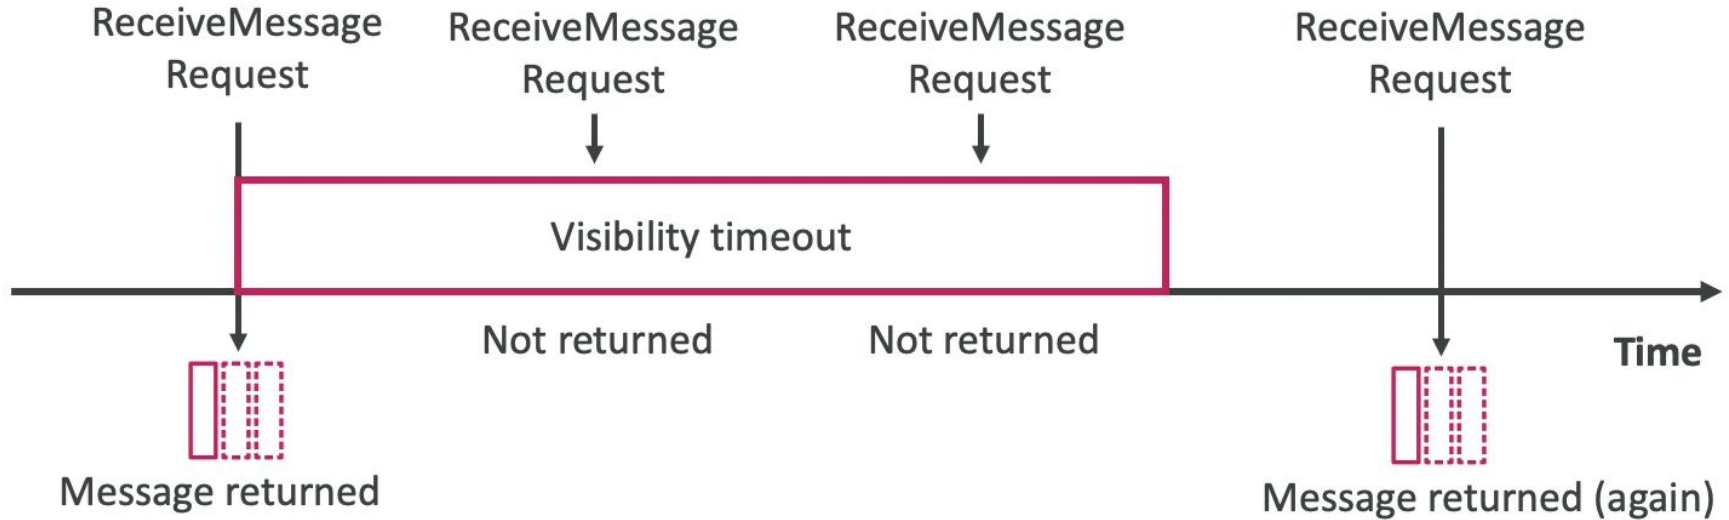 ReceiveMessage
Request
ReceiveMessage
Request
ReceiveMessage
Request
ReceiveMessage
Request
Visibility timeout
Not returned
Not returned
Time
Message returned
Message returned (again)